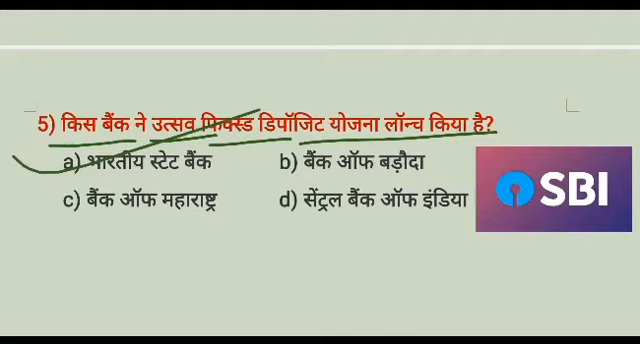 5) किस बैंक ने उत्सव फिक्स्ड डिपॉजिट योजना लॉन्च किया है?
a) भारतीय स्टेट बैंक b) बैंक ऑफ बड़ौदा
c) बैंक ऑफ महाराष्ट्र d) सेंट्रल बैंक ऑफ इंडिया
SBI